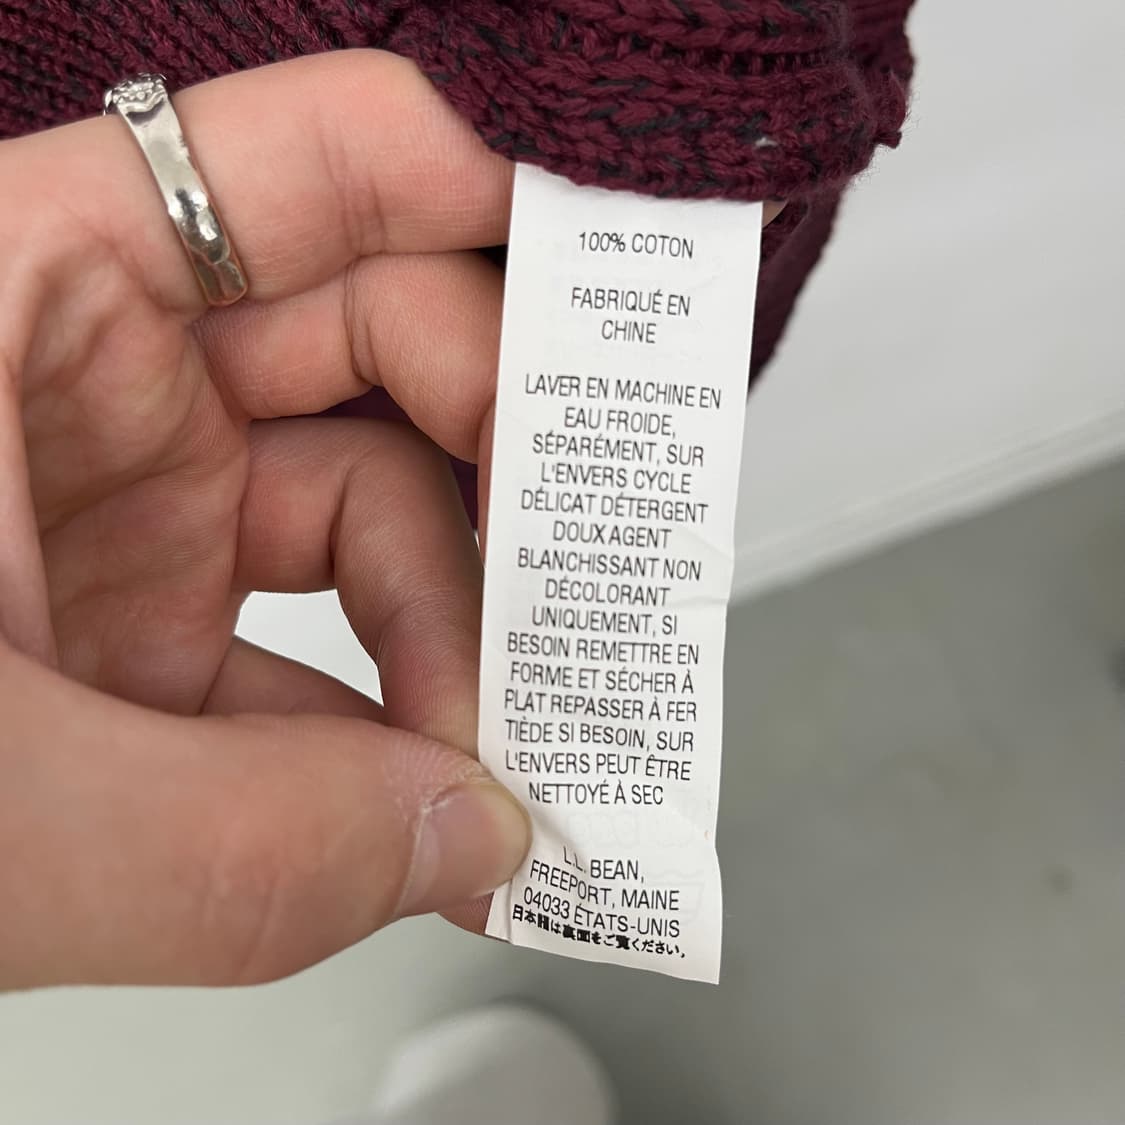 100% COTON
FABRIQUÉ EN
CHINE
LAVER EN MACHINE EN
EAU FROIDE,
SÉPARÉMENT, SUR
L'ENVERS CYCLE
DÉLICAT DÉTERGENT
DOUX AGENT
BLANCHISSANT NON
DÉCOLORANT
UNIQUEMENT, SI
BESOIN REMETTRE EN
FORME ET SÉCHER À
PLAT REPASSER À FER
TIÈDE SI BESOIN, SUR
L'ENVERS PEUT ÊTRE
NETTOYÉ À SEC
L.L. BEAN,
FREEPORT, MAINE
04033 ÉTATS-UNIS
日本語は裏面をご覧ください。